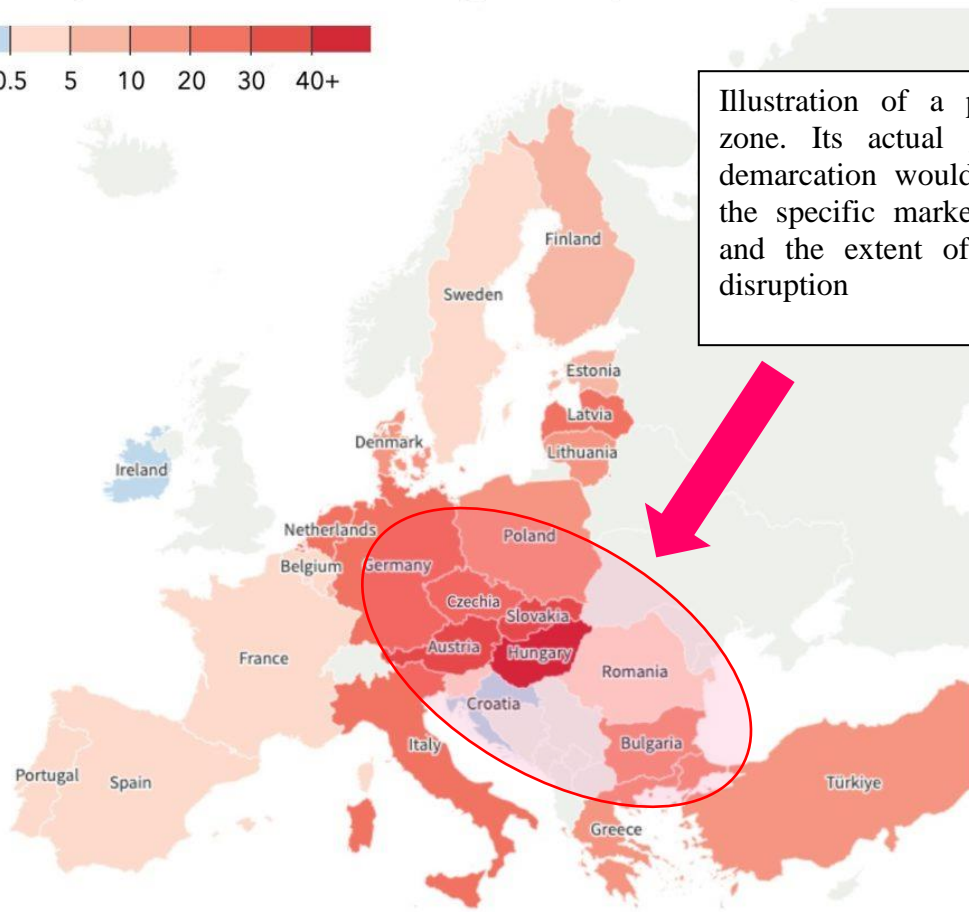 0.5 5 10 20 30 40+
Illustration of a
zone. Its actual
demarcation would
the specific marke
and the extent of
disruption
Finland
Sweden
Estonia
Latvia
Denmark
Lithuania
Ireland
Netherlands
Poland
Belgium
Germany
Czechia
Slovakia
Austria
Hungary
France
Romania
Croatia
Italy
Bulgaria
Portugal
Spain
Türkiye
Greece